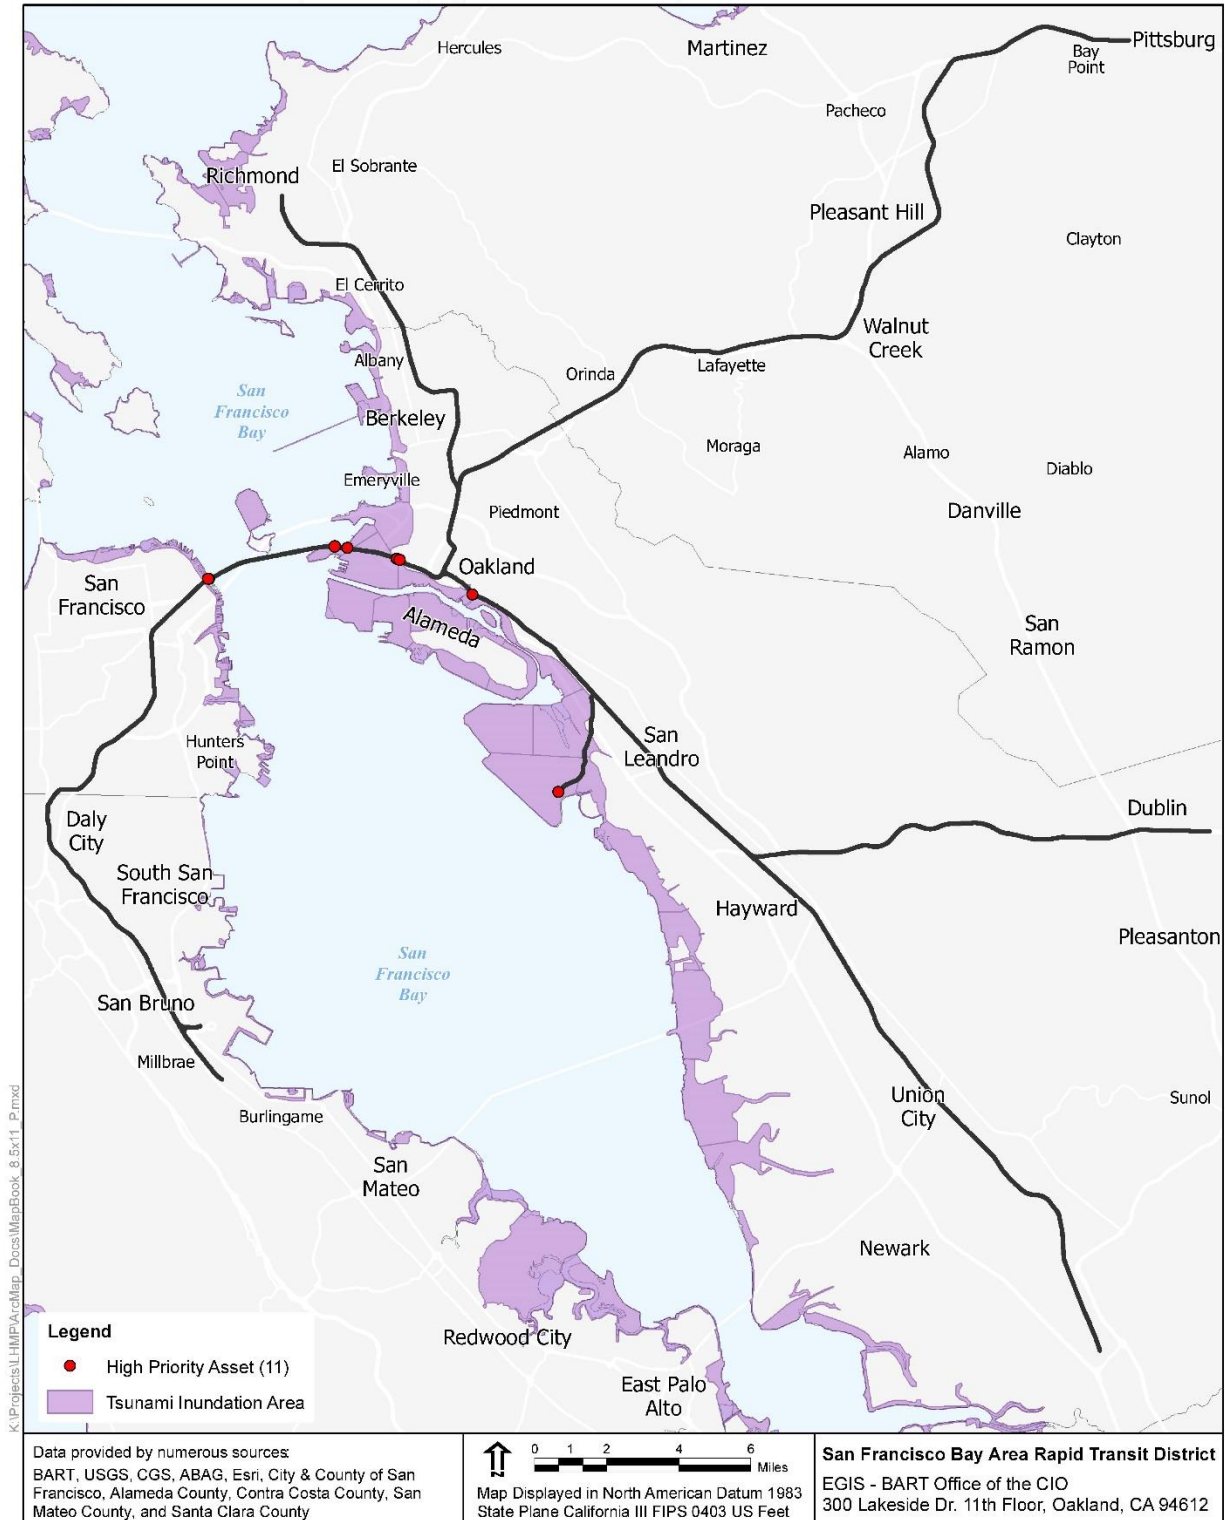 Hercules
Martinez
Pittsburg
Bay
Point
Pacheco
El Sobrante
Richmond
Pleasant Hill
Clayton
El Cerrito
Walnut
Creek
Albany
Orinda
Lafayette
San
Francisco
Bay
Berkeley
Moraga
Alamo
Diablo
Emeryville
Piedmont
Danville
Oakland
San
Francisco
Alameda
San
Ramon
Hunters
Point
San
Leandro
Daly
City
Dublin
South San
Francisco
Hayward
Pleasanton
San
Francisco
Bay
San Bruno
Millbrae
Union
City
Sunol
Burlingame
San
Mateo
Newark
Redwood City
East Palo
Alto
K:\Projects\LHMP\ArcMap_Docs\MapBook_8.5x11_P.mxd
Legend
High Priority Asset (11)
Tsunami Inundation Area
Data provided by numerous sources:
BART, USGS, CGS, ABAG, Esri, City & County of San
Francisco, Alameda County, Contra Costa County, San
Mateo County, and Santa Clara County
0 1 2 4 6
Miles
Map Displayed in North American Datum 1983
State Plane California III FIPS 0403 US Feet
San Francisco Bay Area Rapid Transit District
EGIS - BART Office of the CIO
300 Lakeside Dr. 11th Floor, Oakland, CA 94612